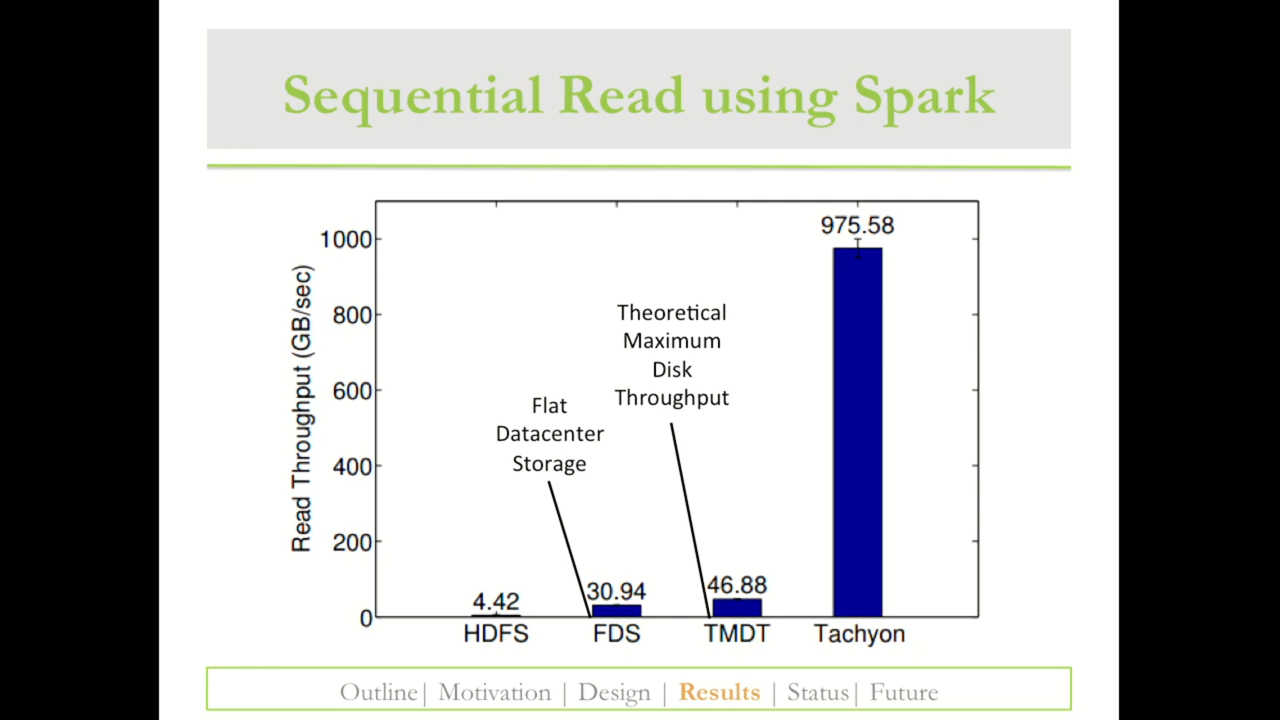 Sequential Read using Spark
Read Throughput (GB/sec)
1000
800
600
400
200
0
975.58
Theoretical
Maximum
Disk
Throughput
Flat
Datacenter
Storage
4.42
30.94
46.88
HDFS
FDS
TMDT
Tachyon
Outline| Motivation | Design | Results | Status| Future